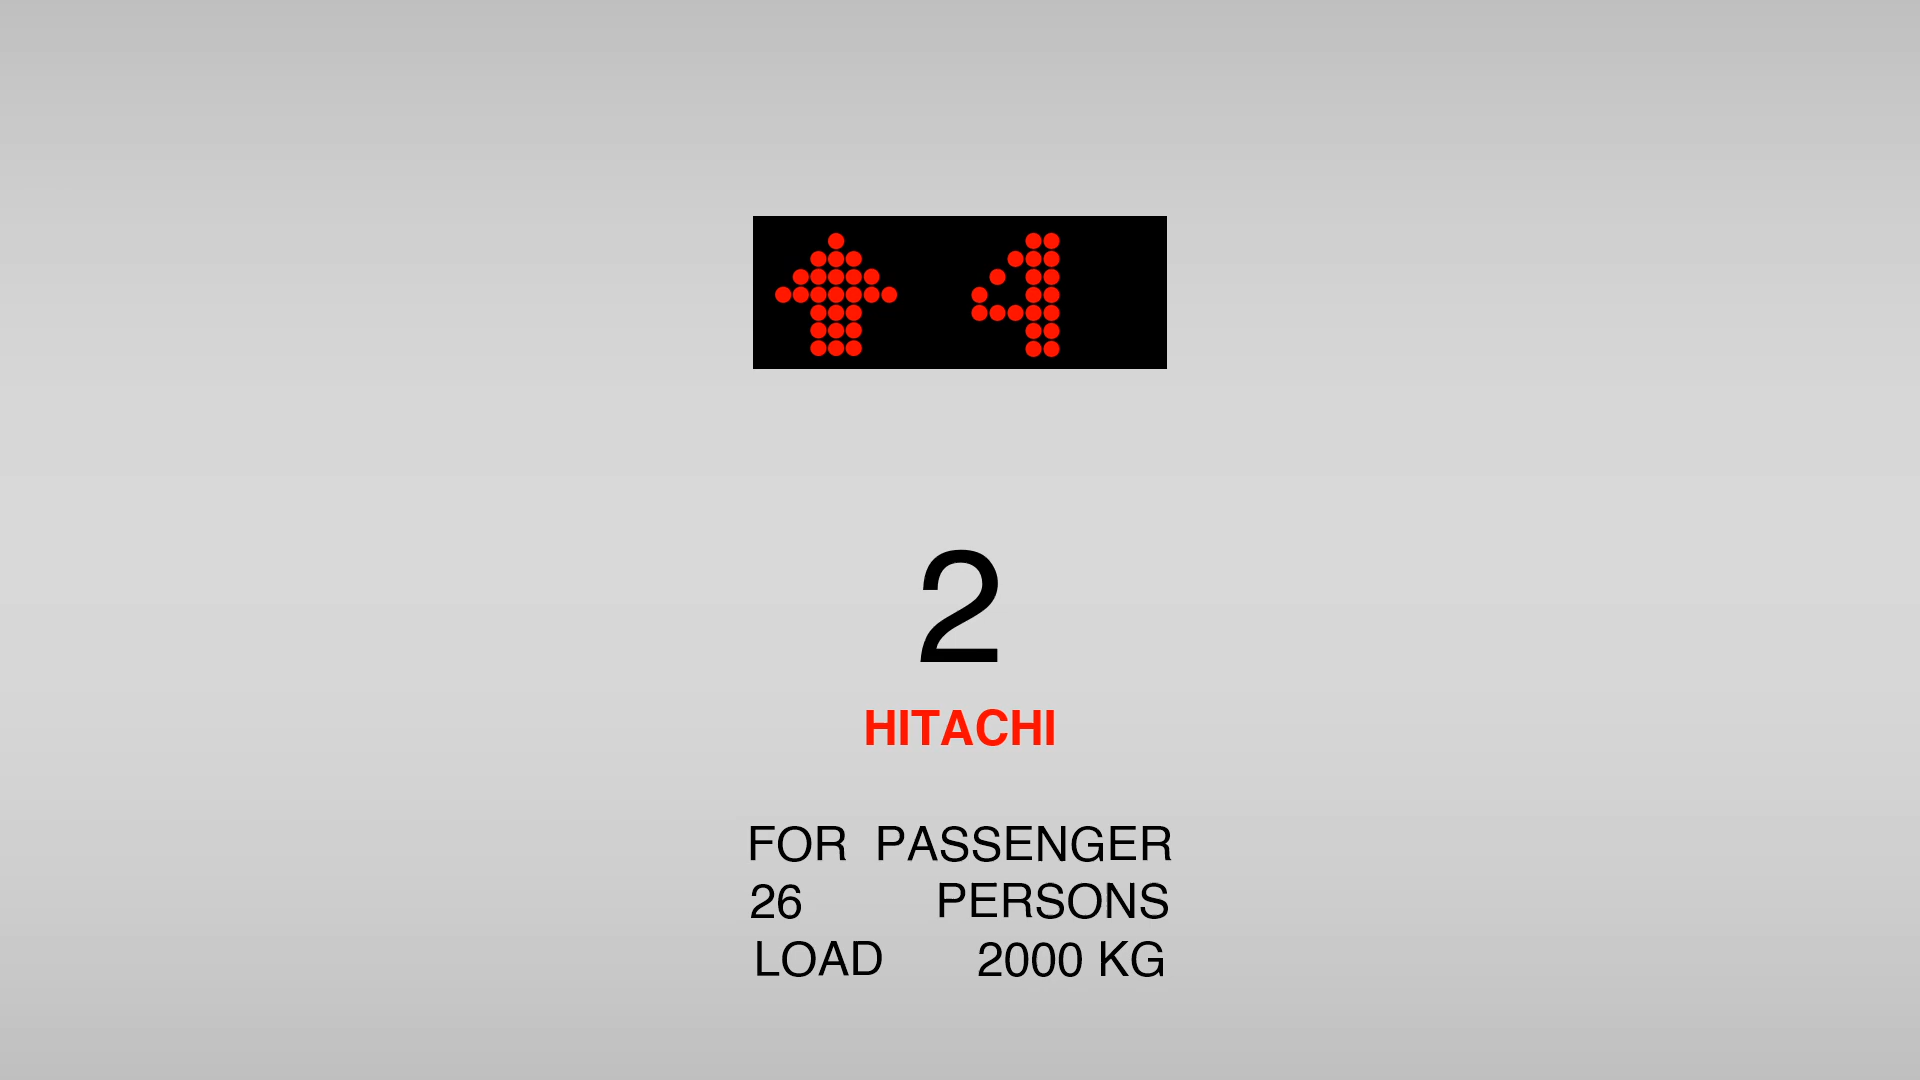 ↑ 4
2
HITACHI
FOR PASSENGER
26 PERSONS
LOAD 2000 KG